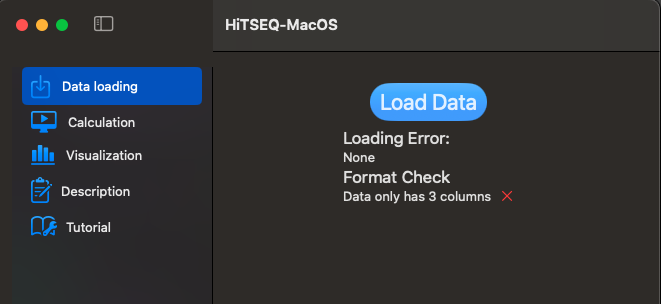 HiTSEQ-MacOS
Data loading
Calculation
Visualization
Description
Tutorial
Load Data
Loading Error:
None
Format Check
Data only has 3 columns